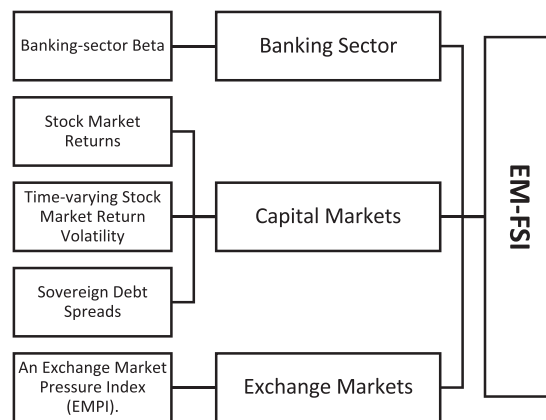 Banking-sector Beta
Banking Sector
Stock Market
Returns
Time-varying Stock
Market Return
Volatility
Capital Markets
Sovereign Debt
Spreads
An Exchange Market
Pressure Index
(EMPI).
Exchange Markets
EM-FSI